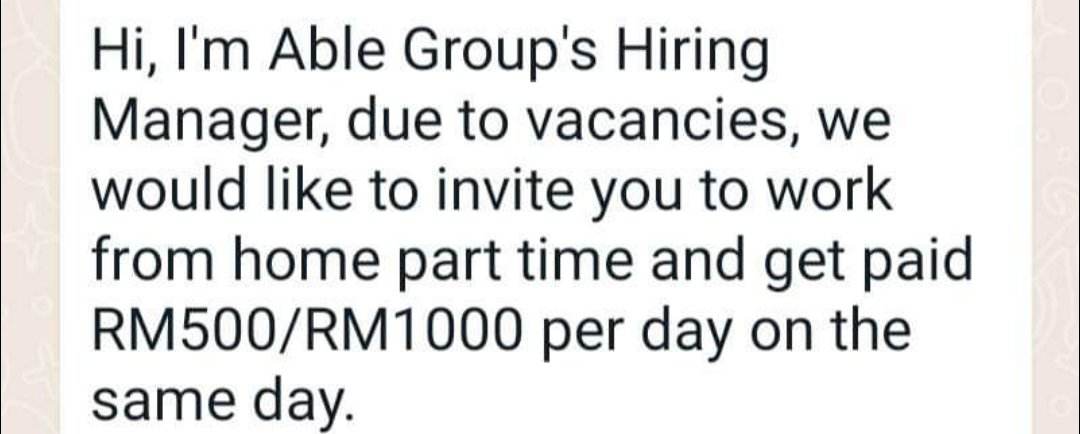 Hi, I'm Able Group's Hiring
Manager, due to vacancies, we
would like to invite you to work
from home part time and get paid
RM500/RM1000 per day on the
same day.